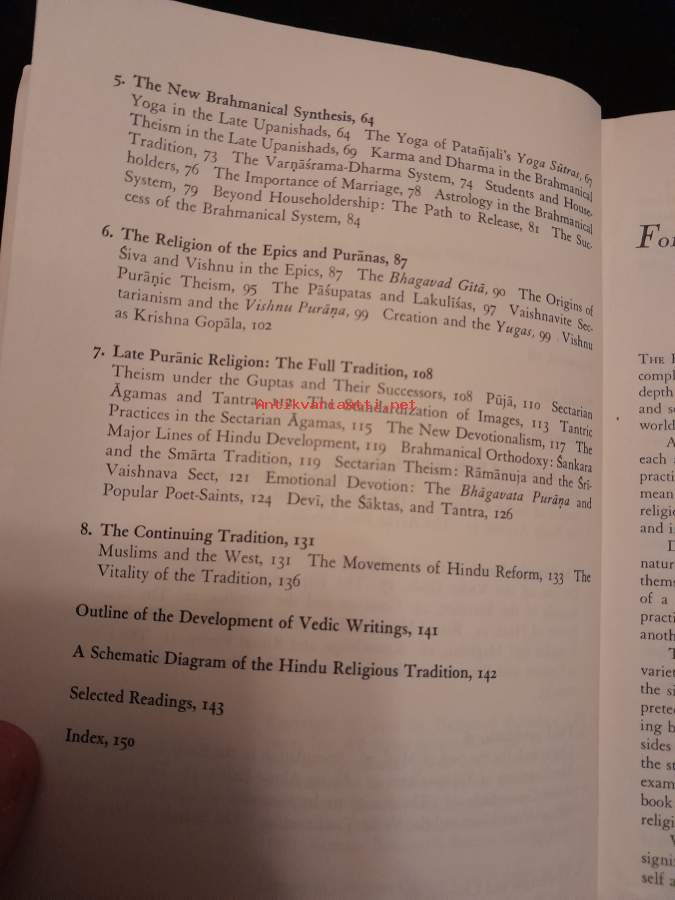 5. The New Brahmanical Synthesis, 64
Yoga in the Late Upanishads, 64 The Yoga of Patañjali's Yoga Sūtras, 67
Theism in the Late Upanishads, 69 Karma and Dharma in the Brahmanical
Tradition, 73 The Varṇāśrama-Dharma System, 74 Students and House-
holders, 76 The Importance of Marriage, 78 Astrology in the Brahmanical
System, 79 Beyond Householdership: The Path to Release, 81 The Suc-
cess of the Brahmanical System, 84
6. The Religion of the Epics and Purānas, 87
Śiva and Vishnu in the Epics, 87 The Bhagavad Gītā, 90 The Origins of
Purāṇic Theism, 95 The Pāśupatas and Lakulīśas, 97 Vaishnavite Sec-
tarianism and the Vishnu Purāṇa, 99 Creation and the Yugas, 99 Vishnu
as Krishna Gopāla, 102
7. Late Purānic Religion: The Full Tradition, 108
Theism under the Guptas and Their Successors, 108 Pūjā, 110 Sectarian
Āgamas and Tantra, 112 The Standardization of Images, 113 Tantric
Antikvariaatti.net
Practices in the Sectarian Āgamas, 115 The New Devotionalism, 117 The
Major Lines of Hindu Development, 119 Brahmanical Orthodoxy: Śankara
and the Smārta Tradition, 119 Sectarian Theism: Rāmānuja and the Śri-
Vaishnava Sect, 121 Emotional Devotion: The Bhāgavata Purāṇa and
Popular Poet-Saints, 124 Devī, the Śāktas, and Tantra, 126
8. The Continuing Tradition, 131
Muslims and the West, 131 The Movements of Hindu Reform, 133 The
Vitality of the Tradition, 136
Outline of the Development of Vedic Writings, 141
A Schematic Diagram of the Hindu Religious Tradition, 142
Selected Readings, 143
Index, 150
Fo
THE
compl
depth
and s
world
A
each
practi
mean
religi
and i
D
natur
thems
of a
practi
anoth
T
variet
the si
prete
ing b
sides
the s
exam
book
religi
signi
self a